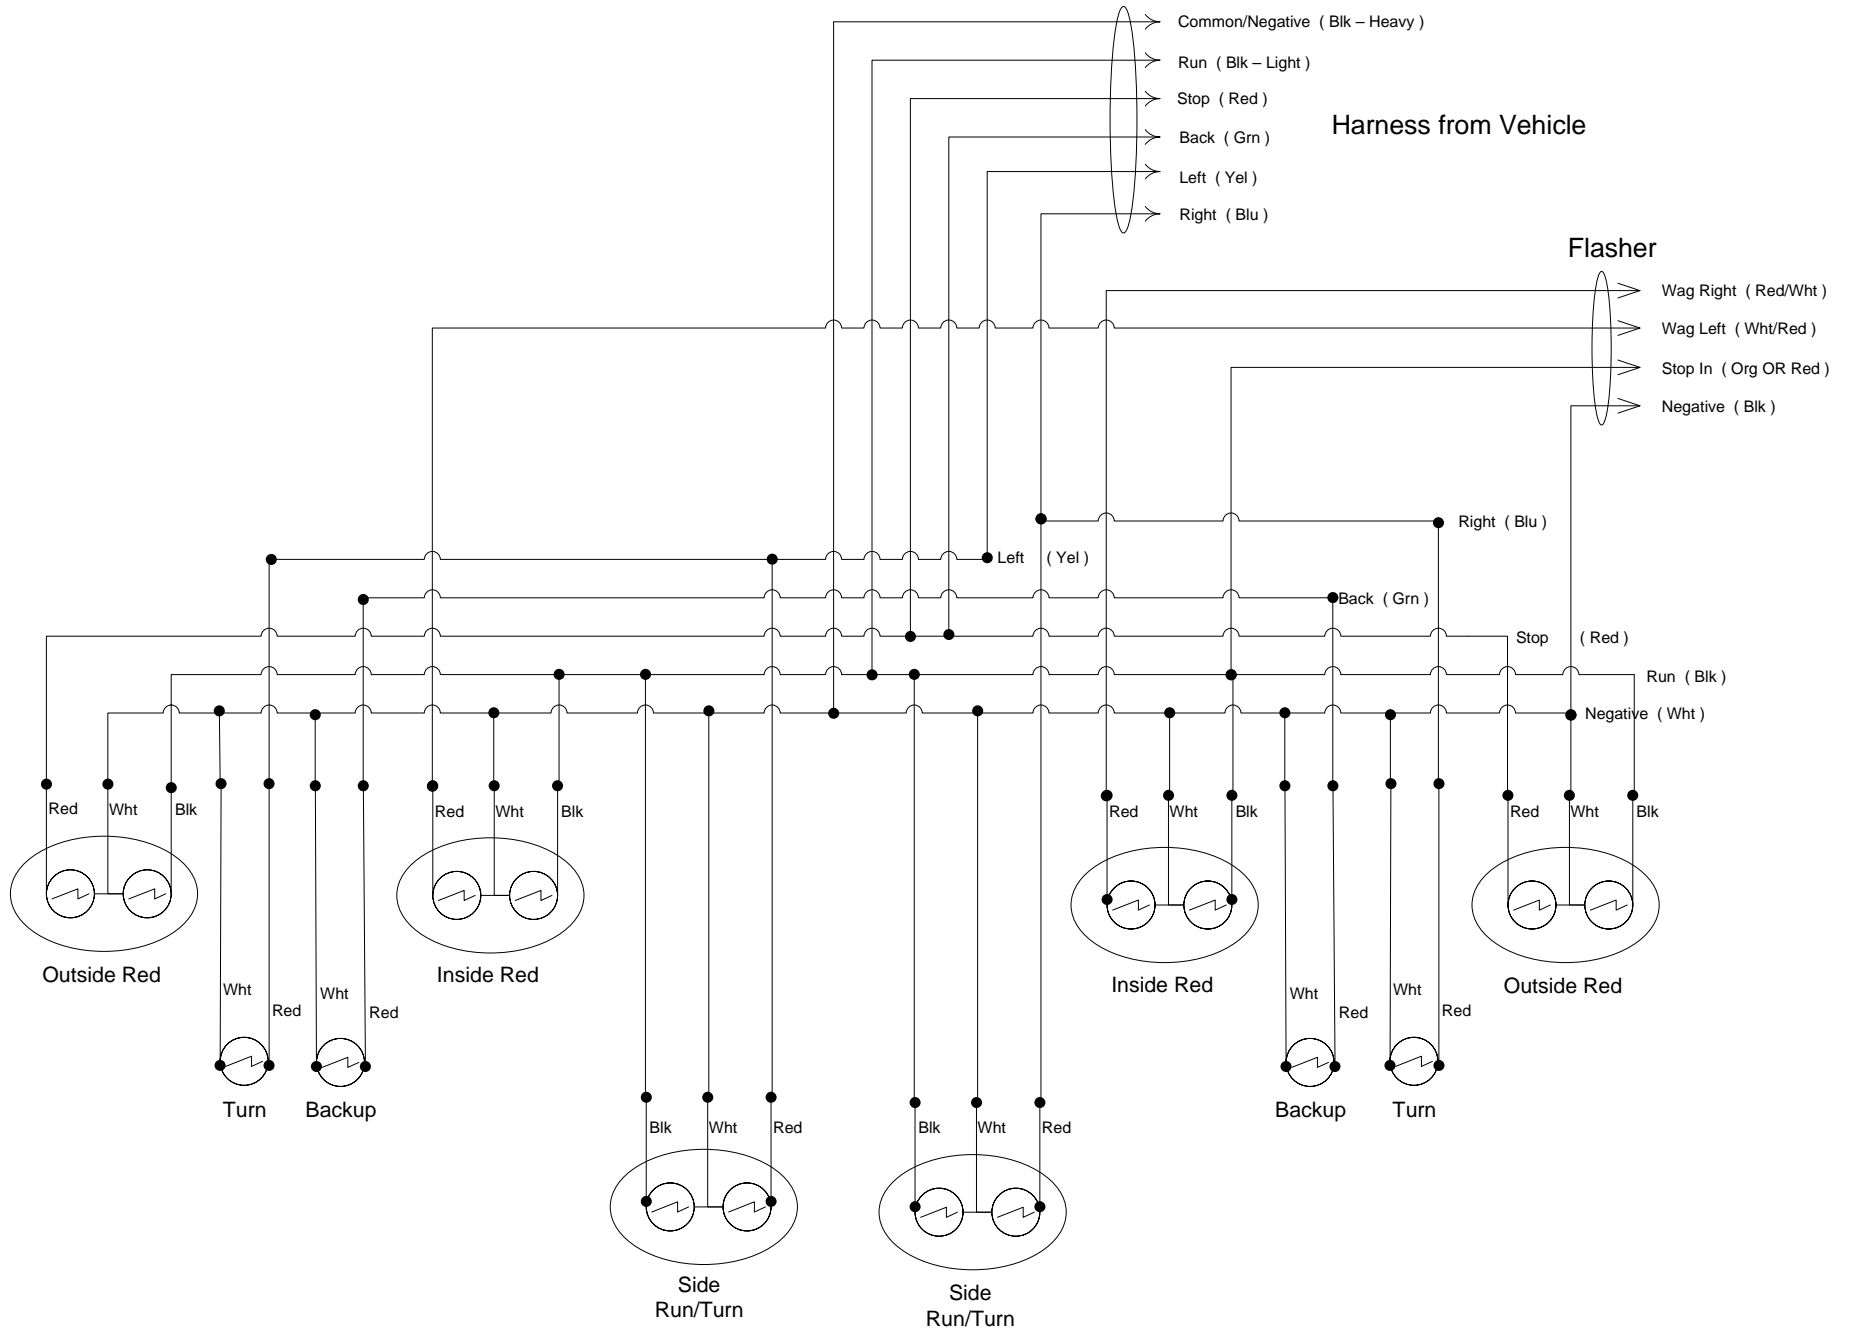 Common/Negative ( Blk – Heavy )
Run ( Blk – Light )
Stop ( Red )
Harness from Vehicle
Back ( Grn )
Left ( Yel )
Right ( Blu )
Flasher
Wag Right ( Red/Wht )
Wag Left ( Wht/Red )
Stop In ( Org OR Red )
Negative ( Blk )
Right ( Blu )
Left ( Yel )
Back ( Grn )
Stop ( Red )
Run ( Blk )
Negative ( Wht )
Red Wht Blk
Red Wht Blk
Red Wht Blk
Red Wht Blk
Outside Red
Inside Red
Inside Red
Outside Red
Wht Red
Wht Red
Wht Red
Wht Red
Turn
Backup
Backup
Turn
Blk Wht Red
Blk Wht Red
Side
Run/Turn
Side
Run/Turn